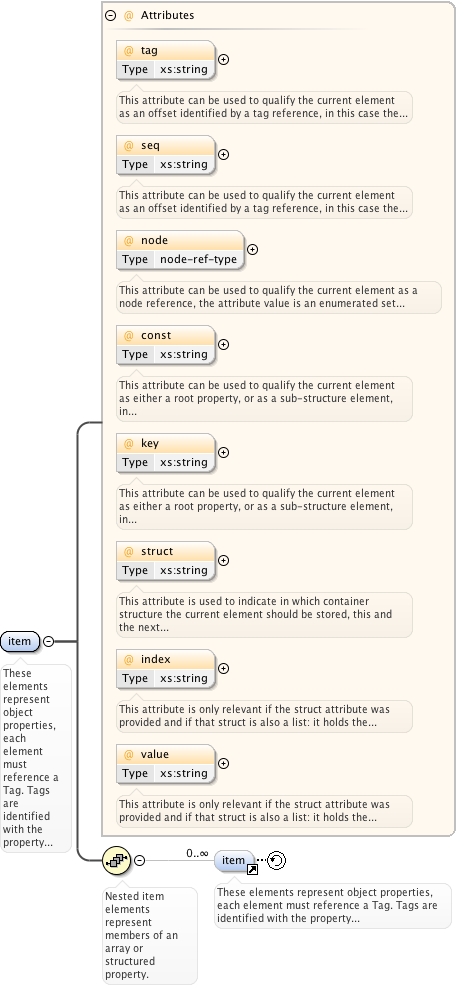 @ Attributes
@ tag
Type xs:string
This attribute can be used to qualify the current element
as an offset identified by a tag reference, in this case the...
@ seq
Type xs:string
This attribute can be used to qualify the current element
as an offset identified by a tag reference, in this case the...
@ node
Type node-ref-type
This attribute can be used to qualify the current element as a
node reference, the attribute value is an enumerated set...
@ const
Type xs:string
This attribute can be used to qualify the current element
as either a root property, or as a sub-structure element,
in...
@ key
Type xs:string
This attribute can be used to qualify the current element
as either a root property, or as a sub-structure element,
in...
@ struct
Type xs:string
This attribute is used to indicate in which container
structure the current element should be stored, this and
the next...
@ index
Type xs:string
This attribute is only relevant if the struct attribute was
provided and if that struct is also a list: it holds the...
@ value
Type xs:string
This attribute is only relevant if the struct attribute was
provided and if that struct is also a list: it holds the...
item
These
elements
represent
object
properties,
each
element
must
reference a
Tag. Tags
are
identified
with the
property...
0..∞
item
Nested item
elements
represent
members of an
array or
structured
property.
These elements represent object properties,
each element must reference a Tag. Tags are
identified with the property...